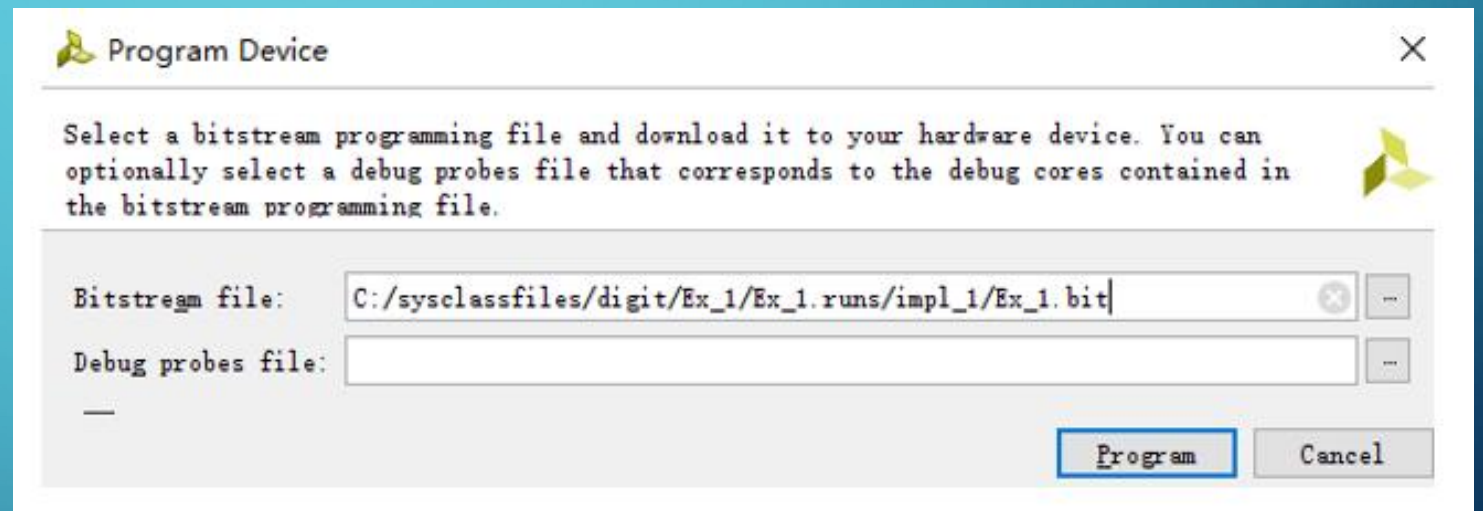 Program Device
Select a bitstream programming file and download it to your hardware device. You can
optionally select a debug probes file that corresponds to the debug cores contained in
the bitstream programming file.
Bitstream file: C:/sysclassfiles/digit/Ex_1/Ex_1.runs/impl_1/Ex_1.bit ...
Debug probes file: ...
Program Cancel